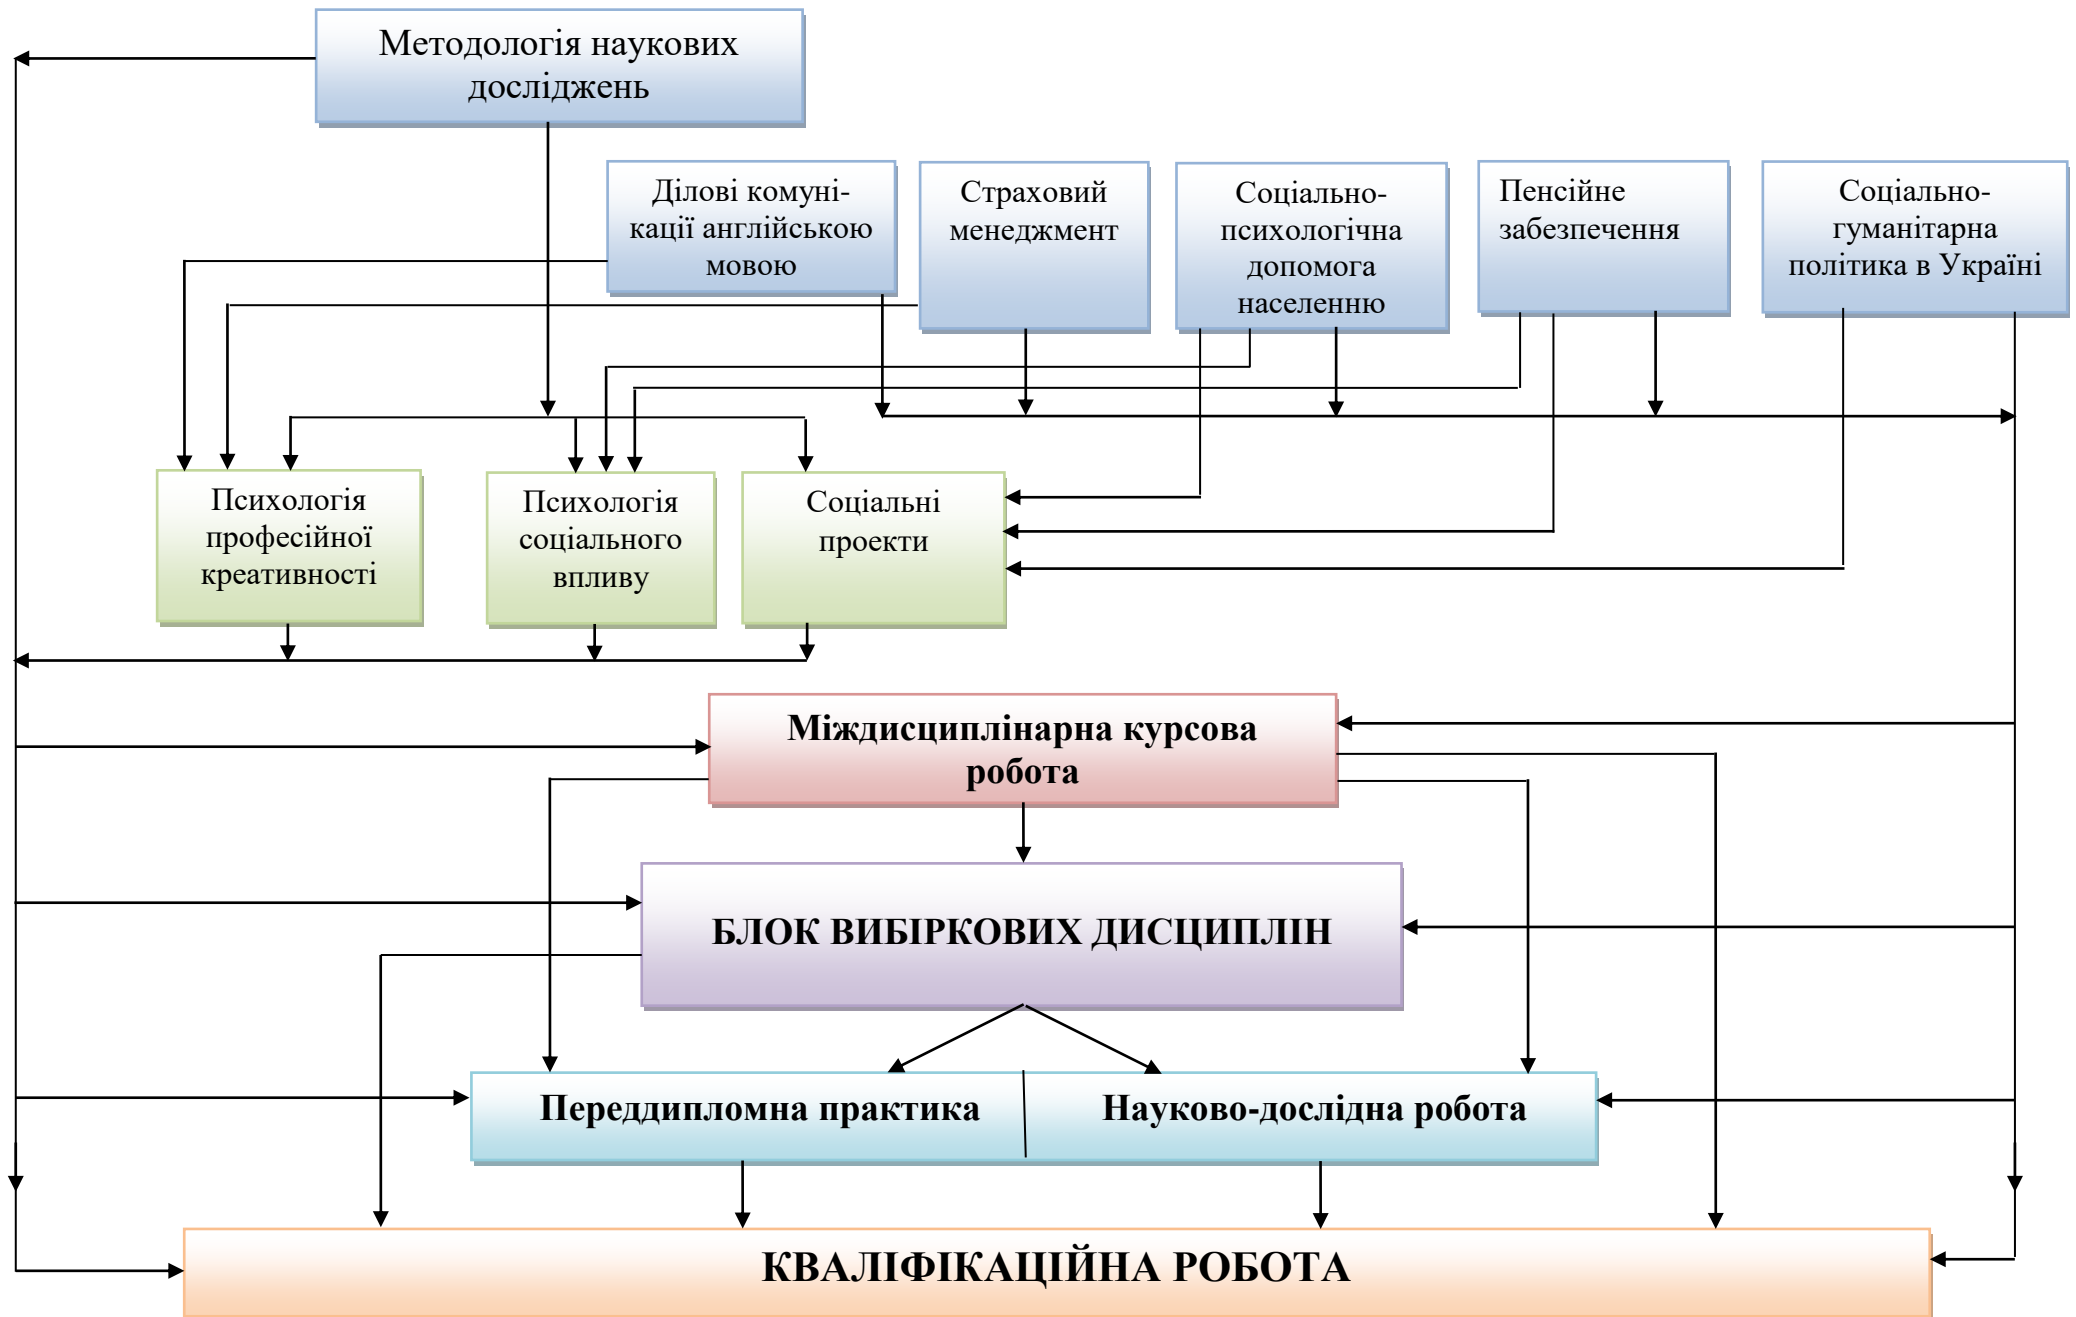 Методологія наукових
досліджень
Ділові комуні-
кації англійською
мовою
Страховий
менеджмент
Соціально-
психологічна
допомога
населенню
Пенсійне
забезпечення
Соціально-
гуманітарна
політика в Україні
Психологія
професійної
креативності
Психологія
соціального
впливу
Соціальні
проекти
Міждисциплінарна курсова
робота
БЛОК ВИБІРКОВИХ ДИСЦИПЛІН
Переддипломна практика
Науково-дослідна робота
КВАЛІФІКАЦІЙНА РОБОТА